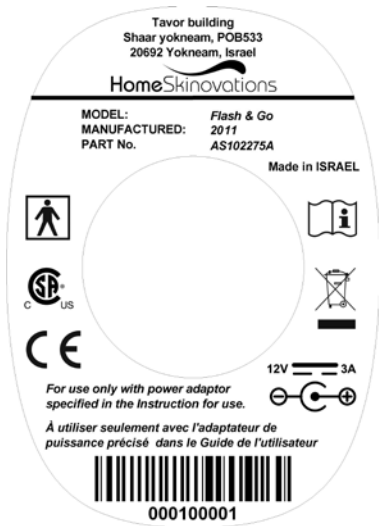 Tavor building
Shaar yokneam, POB533
20692 Yokneam, Israel
HomeSkinovations
MODEL: Flash & Go
MANUFACTURED: 2011
PART No. AS102275A
Made in ISRAEL
i
C SA® US
CE
12V 3A
For use only with power adaptor
specified in the Instruction for use.
À utiliser seulement avec l'adaptateur de
puissance précisé dans le Guide de l'utilisateur
000100001